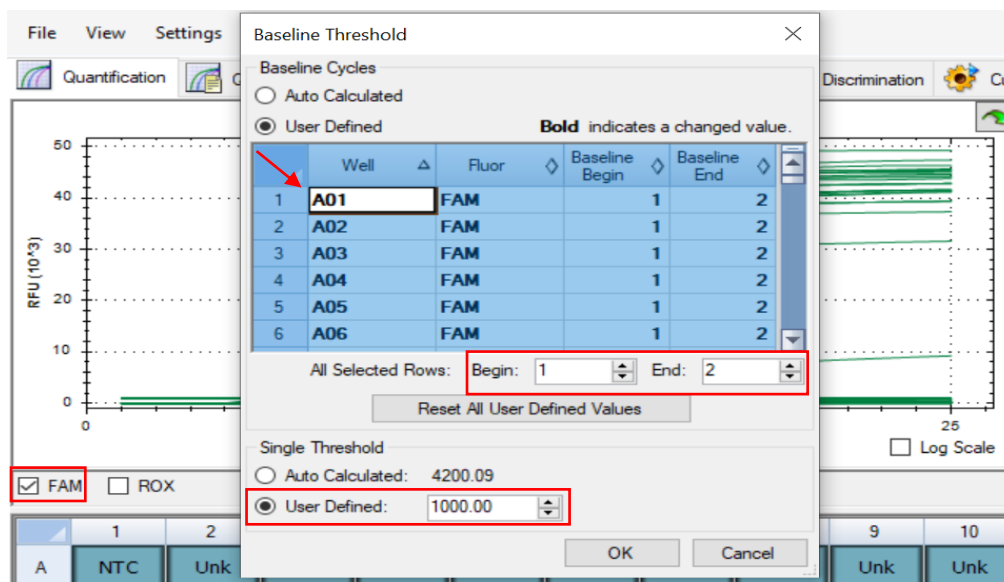 File View Settings
Baseline Threshold
Quantification
Discrimination
Baseline Cycles
Auto Calculated
User Defined
Bold indicates a changed value.
Well Fluor Baseline Begin Baseline End
1 A01 FAM 1 2
2 A02 FAM 1 2
3 A03 FAM 1 2
4 A04 FAM 1 2
5 A05 FAM 1 2
6 A06 FAM 1 2
All Selected Rows: Begin: 1 End: 2
Reset All User Defined Values
Single Threshold
Auto Calculated: 4200.09
User Defined: 1000.00
OK Cancel
RFU (10^3)
50
40
30
20
10
0
0 25
Log Scale
FAM ROX
1 2 9 10
A NTC Unk Unk Unk